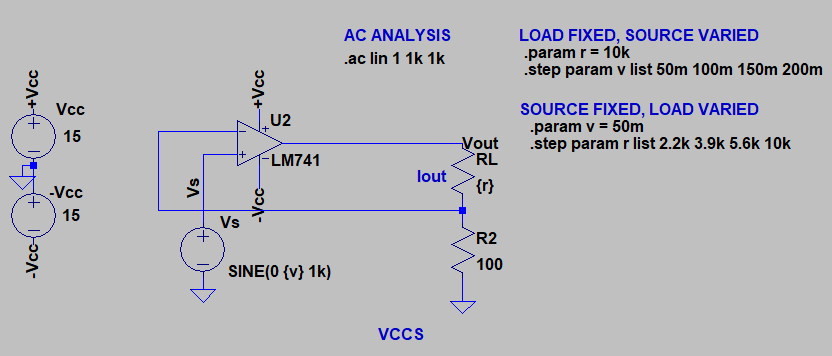 AC ANALYSIS
.ac lin 1 1k 1k
LOAD FIXED, SOURCE VARIED
.param r = 10k
.step param v list 50m 100m 150m 200m
SOURCE FIXED, LOAD VARIED
.param v = 50m
.step param r list 2.2k 3.9k 5.6k 10k
+Vcc
Vcc
15
-Vcc
15
-Vcc
+Vcc
U2
LM741
-Vcc
Vs
Vs
SINE(0 {v} 1k)
Vout
RL
{r}
Iout
R2
100
VCCS